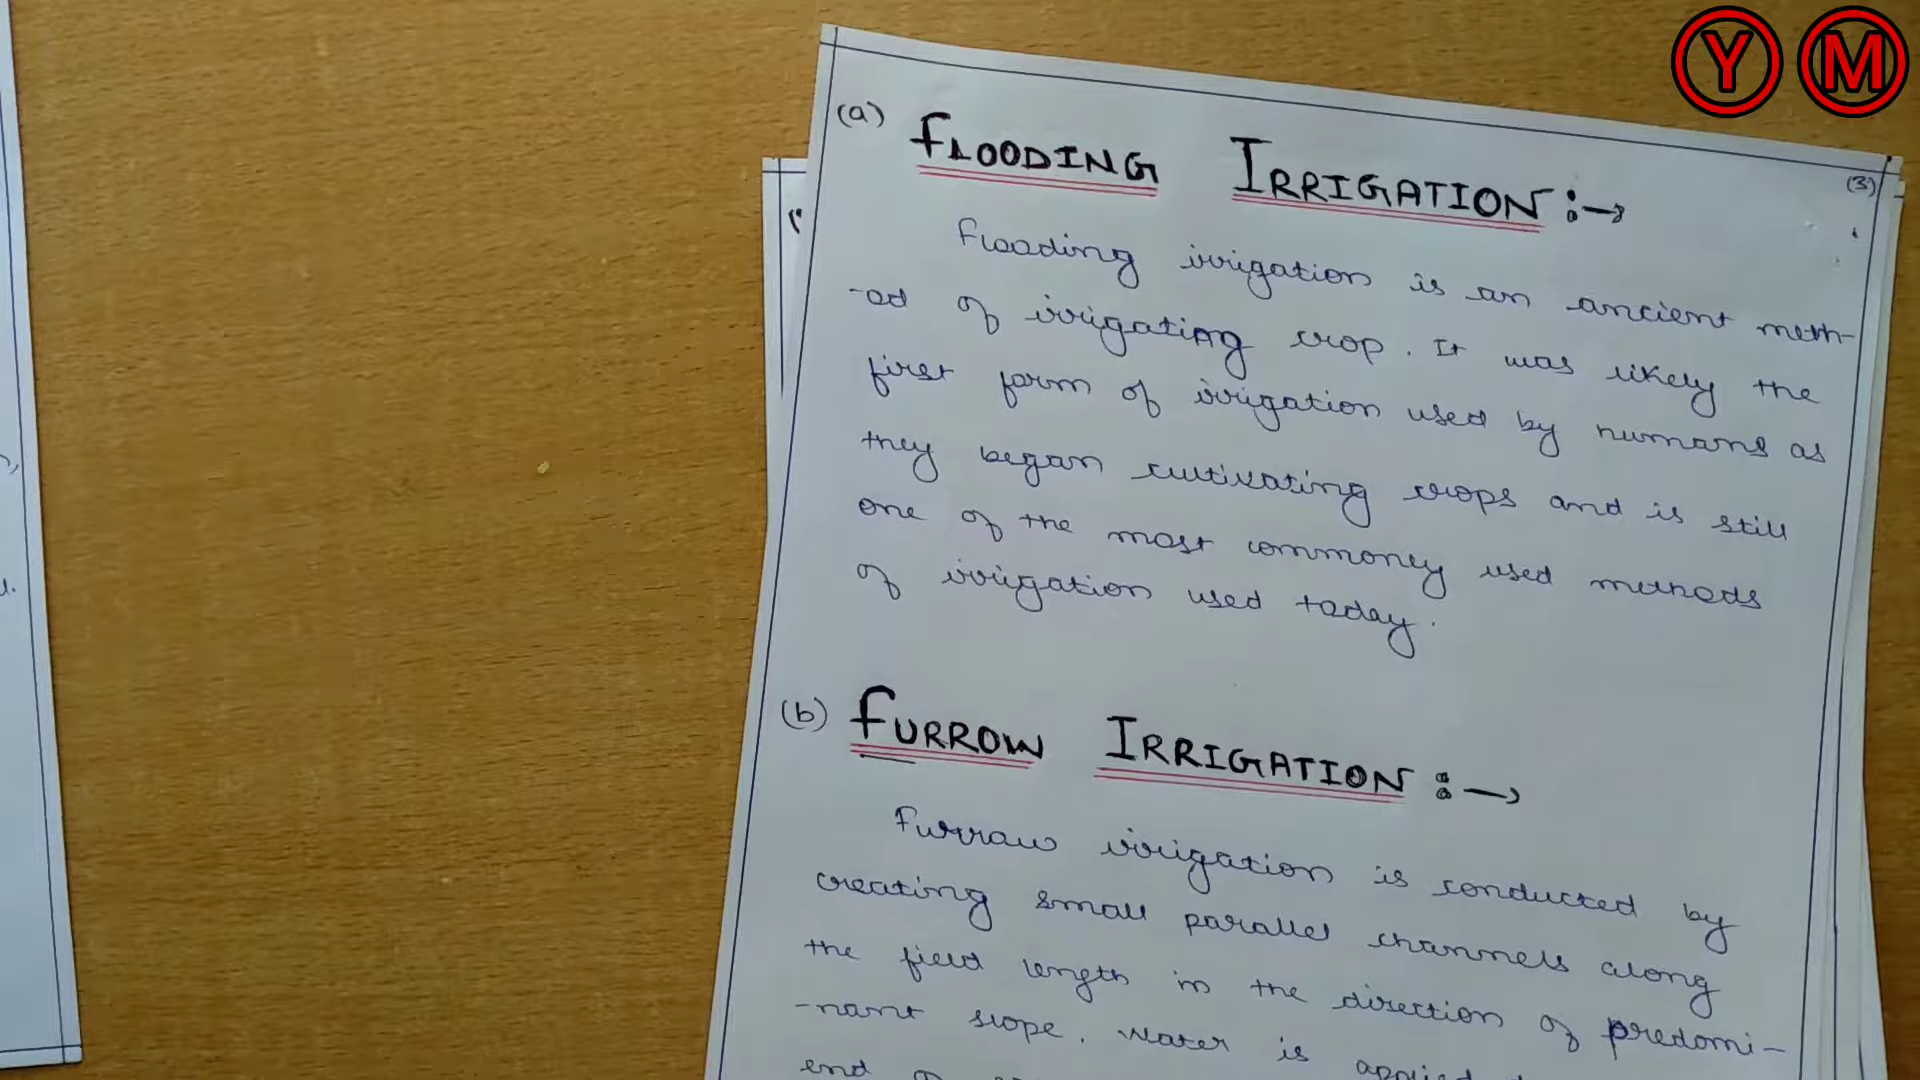 Y M
(3)
(a) FLOODING IRRIGATION :→
Flooding irrigation is an ancient meth-
-od of irrigating crop. It was likely the
first form of irrigation used by humans as
they began cultivating crops and is still
one of the most commoney used methods
of irrigation used today.
(b) FURROW IRRIGATION :→
Furrow irrigation is conducted by
creating small parallel channels along
the field length in the direction of predomi-
-nant slope. Water is applied
end of